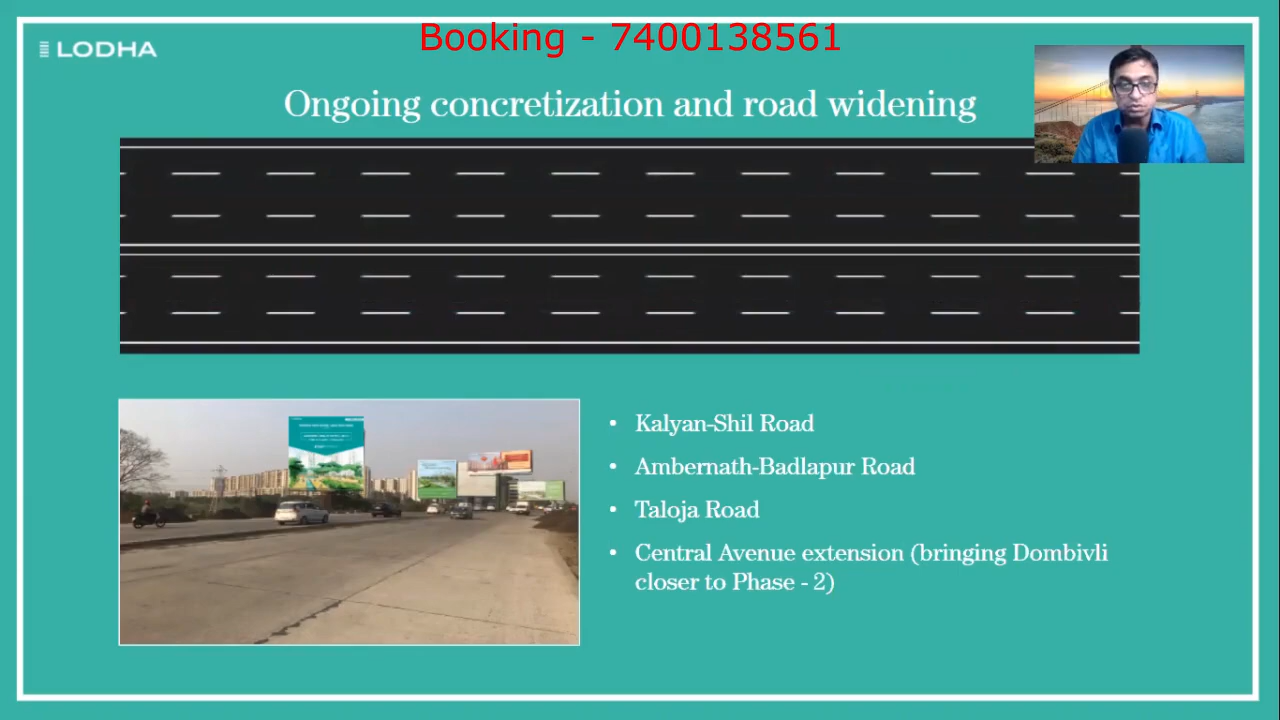 Booking - 7400138561
LODHA
Ongoing concretization and road widening
• Kalyan-Shil Road
• Ambernath-Badlapur Road
• Taloja Road
• Central Avenue extension (bringing Dombivli
closer to Phase - 2)